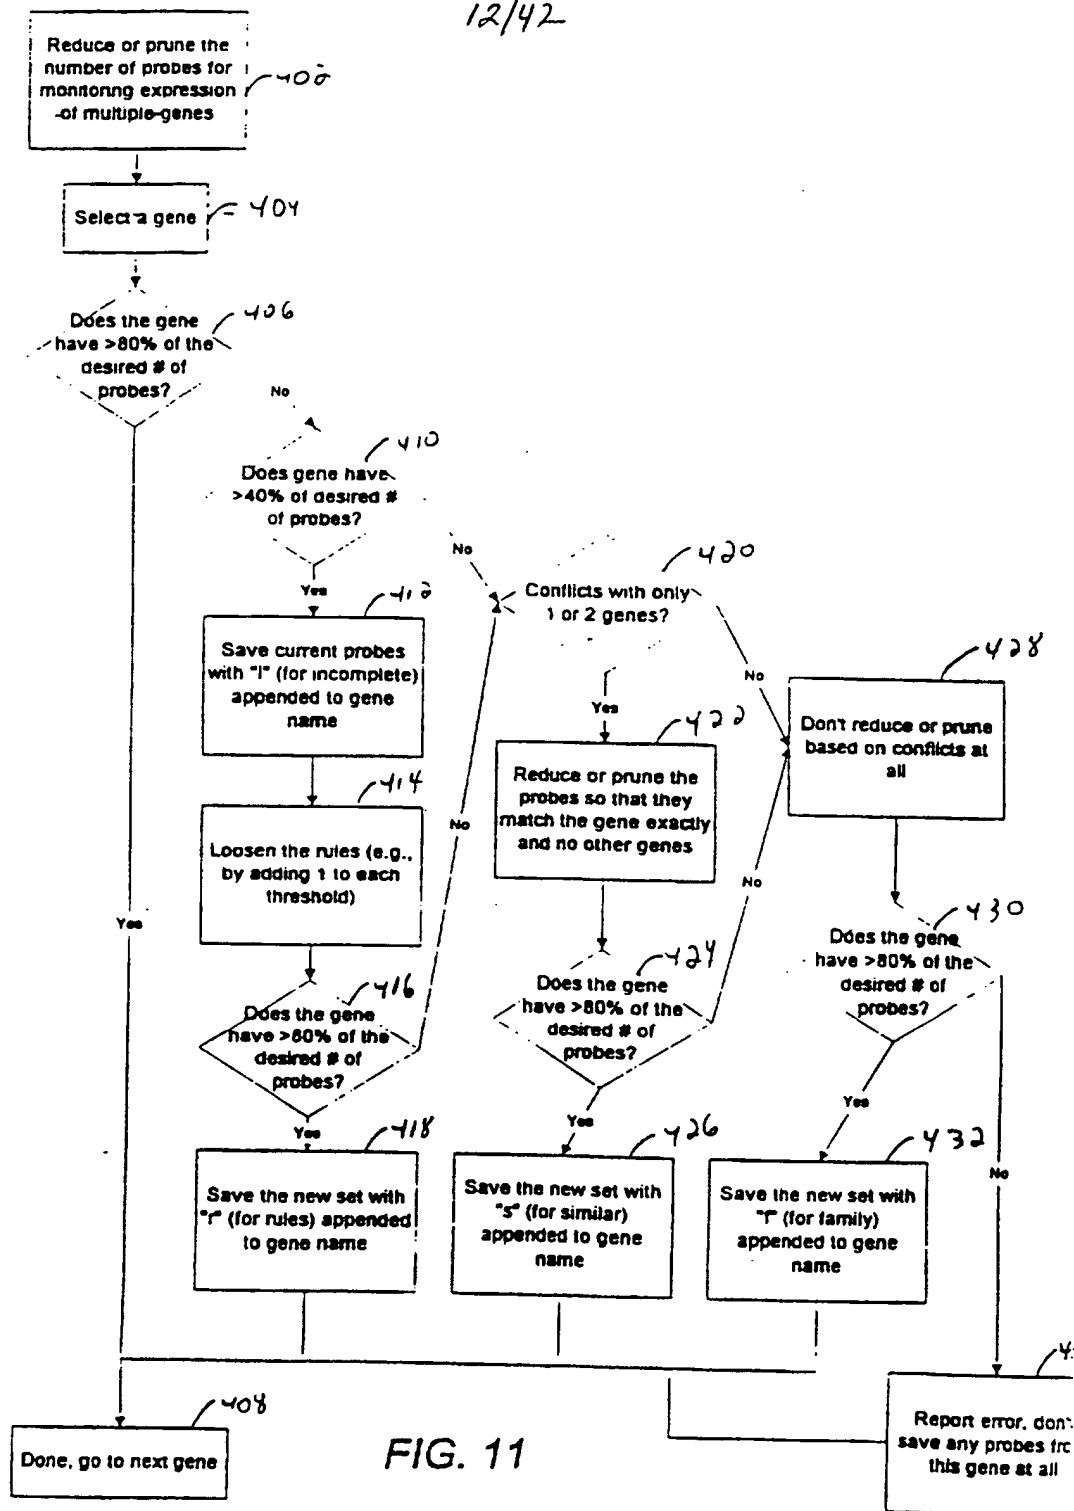 12/42
Reduce or prune the
number of probes for
monitoring expression
of multiple genes
402
Select a gene
404
Does the gene
have >80% of the
desired # of
probes?
406
No
Does gene have
>40% of desired #
of probes?
410
No
Yes
Save current probes
with "I" (for incomplete)
appended to gene
name
412
Loosen the rules (e.g.,
by adding 1 to each
threshold)
414
Does the gene
have >80% of the
desired # of
probes?
416
No
Yes
Save the new set with
"r" (for rules) appended
to gene name
418
Conflicts with only
1 or 2 genes?
420
No
Yes
Reduce or prune the
probes so that they
match the gene exactly
and no other genes
422
Does the gene
have >80% of the
desired # of
probes?
424
No
Yes
Save the new set with
"s" (for similar)
appended to gene
name
426
Don't reduce or prune
based on conflicts at
all
428
Does the gene
have >80% of the
desired # of
probes?
430
Yes
No
Save the new set with
"f" (for family)
appended to gene
name
432
Yes
Done, go to next gene
408
FIG. 11
Report error, don't
save any probes
this gene at all